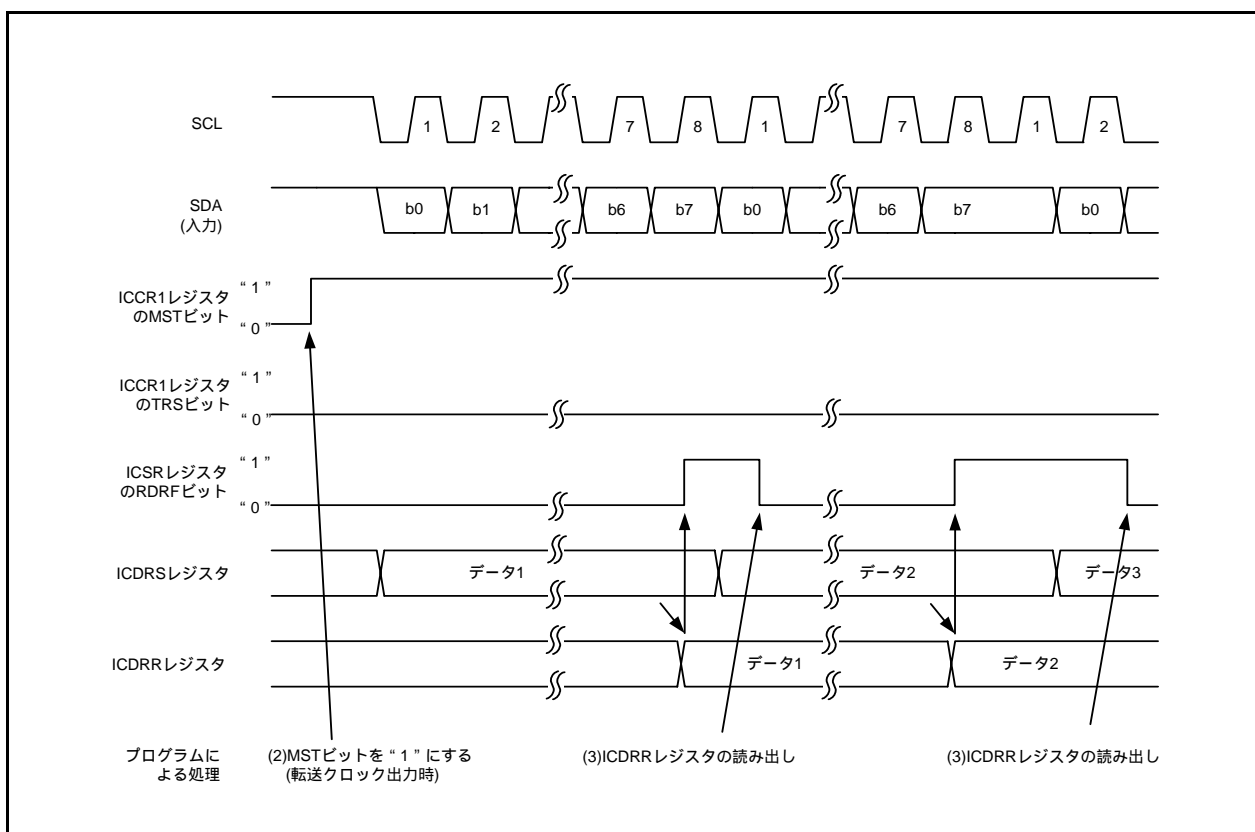 SCL
1 2 7 8 1 7 8 1 2
SDA
(入力)
b0 b1 b6 b7 b0 b6 b7 b0
ICCR1レジスタ
のMSTビット
“ 1 ”
“ 0 ”
ICCR1レジスタ
のTRSビット
“ 1 ”
“ 0 ”
ICSRレジスタ
のRDRFビット
“ 1 ”
“ 0 ”
ICDRSレジスタ
データ1 データ2 データ3
ICDRRレジスタ
データ1 データ2
プログラムに
よる処理
(2)MSTビットを “ 1 ” にする
(転送クロック出力時)
(3)ICDRRレジスタの読み出し
(3)ICDRRレジスタの読み出し